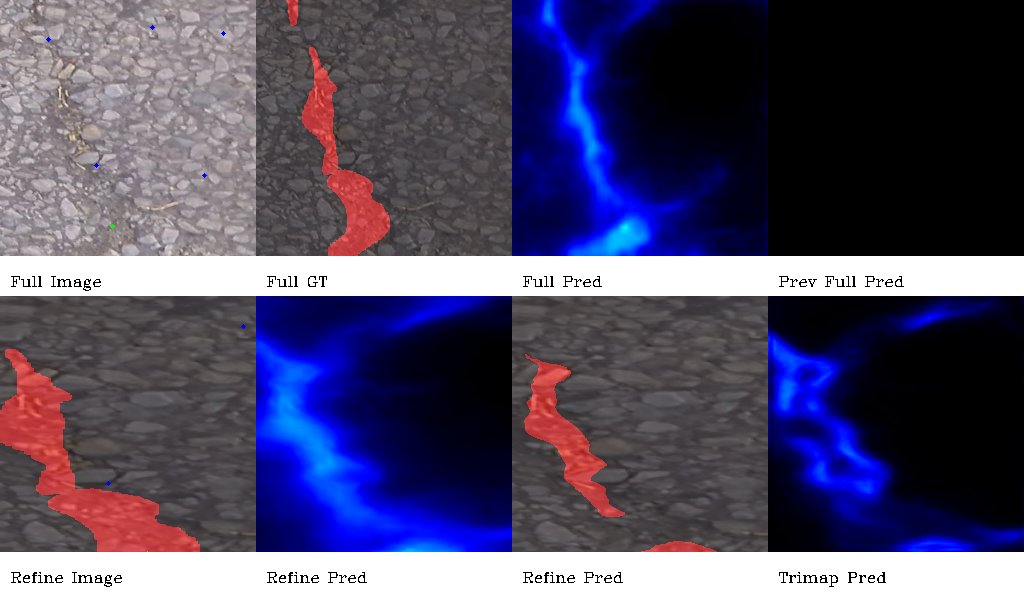 Full Image
Full GT
Full Pred
Prev Full Pred
Refine Image
Refine Pred
Refine Pred
Trimap Pred